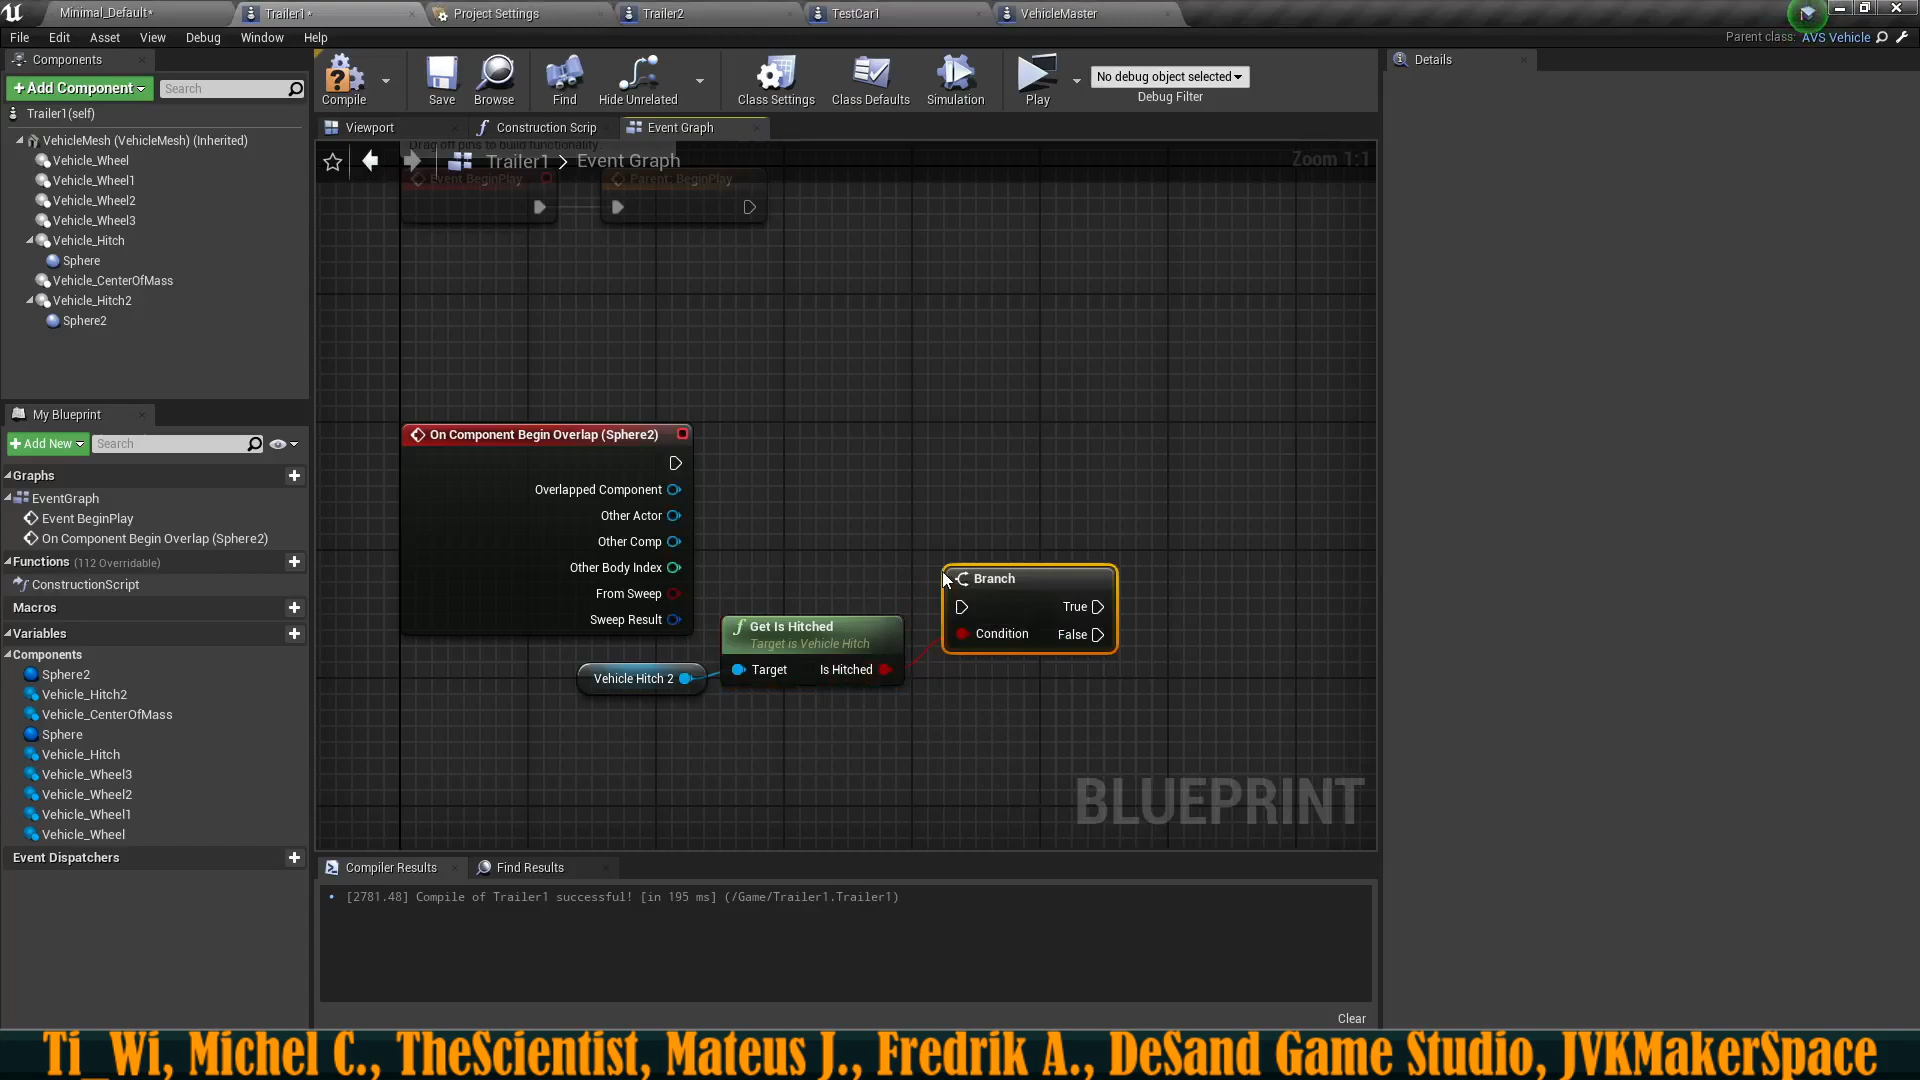 Minimal_Default*
Trailer1*
Project Settings
Trailer2
TestCar1
VehicleMaster
File Edit Asset View Debug Window Help
Parent class: AVS Vehicle
Components
+Add Component
Search
Trailer1(self)
VehicleMesh (VehicleMesh) (Inherited)
Vehicle_Wheel
Vehicle_Wheel1
Vehicle_Wheel2
Vehicle_Wheel3
Vehicle_Hitch
Sphere
Vehicle_CenterOfMass
Vehicle_Hitch2
Sphere2
My Blueprint
+Add New
Search
Graphs
EventGraph
Event BeginPlay
On Component Begin Overlap (Sphere2)
Functions (112 Overridable)
ConstructionScript
Macros
Variables
Components
Sphere2
Vehicle_Hitch2
Vehicle_CenterOfMass
Sphere
Vehicle_Hitch
Vehicle_Wheel3
Vehicle_Wheel2
Vehicle_Wheel1
Vehicle_Wheel
Event Dispatchers
Compile
Save
Browse
Find
Hide Unrelated
Class Settings
Class Defaults
Simulation
Play
No debug object selected
Debug Filter
Viewport
Construction Scrip
Event Graph
Drag off pins to build functionality.
Trailer1 > Event Graph
Zoom 1:1
Event BeginPlay
Parent: BeginPlay
On Component Begin Overlap (Sphere2)
Overlapped Component
Other Actor
Other Comp
Other Body Index
From Sweep
Sweep Result
Vehicle Hitch 2
Get Is Hitched
Target is Vehicle Hitch
Target
Is Hitched
Branch
True
Condition
False
BLUEPRINT
Compiler Results
Find Results
[2781.48] Compile of Trailer1 successful! [in 195 ms] (/Game/Trailer1.Trailer1)
Clear
Details
Ti_Wi, Michel C., TheScientist, Mateus J., Fredrik A., DeSand Game Studio, JVKMakerSpace